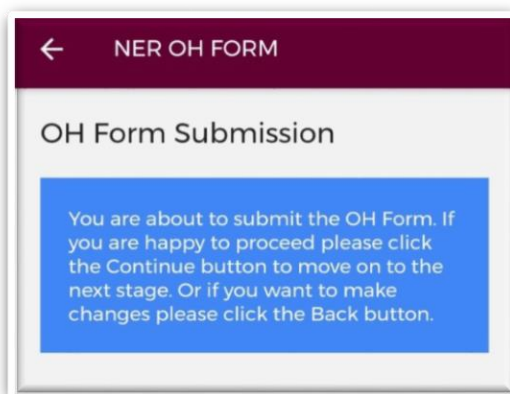 NER OH FORM
OH Form Submission
You are about to submit the OH Form. If
you are happy to proceed please click
the Continue button to move on to the
next stage. Or if you want to make
changes please click the Back button.